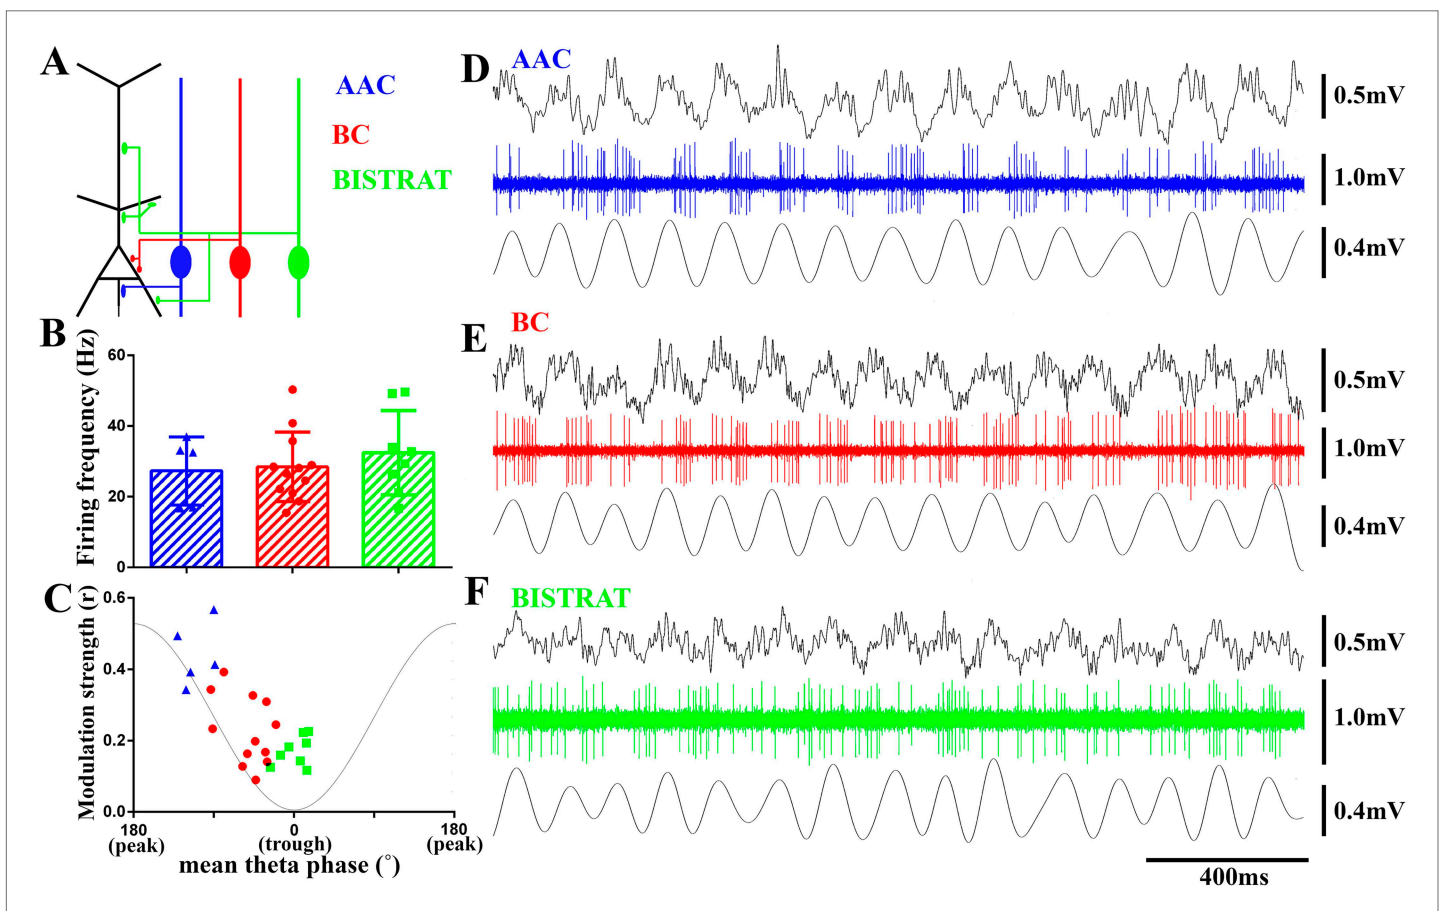 A
AAC
BC
BISTRAT
B
Firing frequency (Hz)
60
40
20
0
C
Modulation strength (r)
0.6
0.4
0.2
0.0
180
(peak)
0
(trough)
180
(peak)
mean theta phase (°)
D
AAC
0.5mV
1.0mV
0.4mV
E
BC
0.5mV
1.0mV
0.4mV
F
BISTRAT
0.5mV
1.0mV
0.4mV
400ms